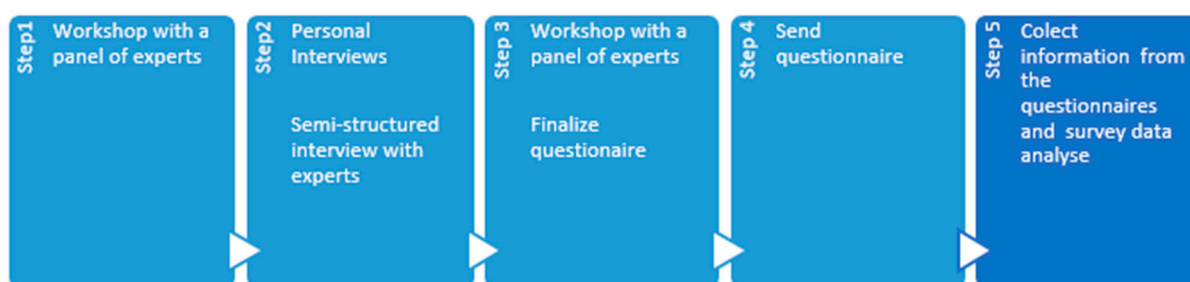 Step1
Workshop with a
panel of experts
Step2
Personal
Interviews
Semi-structured
interview with
experts
Step 3
Workshop with a
panel of experts
Finalize
questionaire
Step 4
Send
questionnaire
Step 5
Colect
information from
the
questionnaires
and survey data
analyse